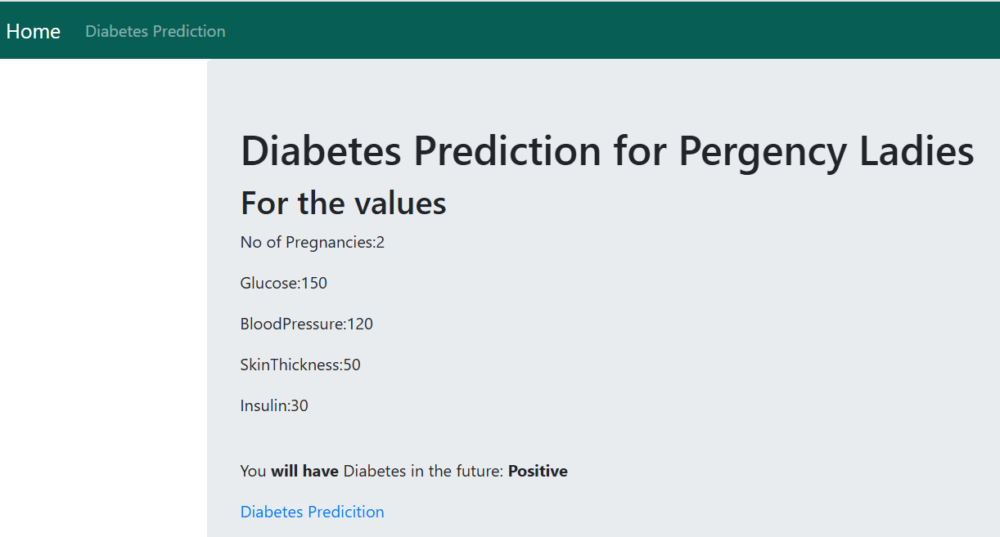 Home Diabetes Prediction
Diabetes Prediction for Pergency Ladies
For the values
No of Pregnancies:2
Glucose:150
BloodPressure:120
SkinThickness:50
Insulin:30
You will have Diabetes in the future: Positive
Diabetes Predicition